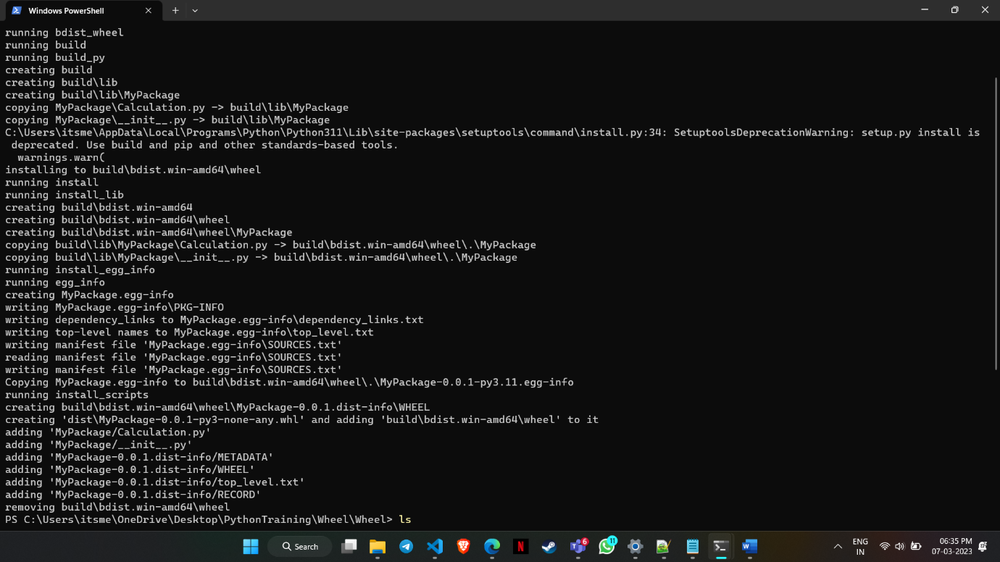 Windows PowerShell
running bdist_wheel
running build
running build_py
creating build
creating build\lib
creating build\lib\MyPackage
copying MyPackage\Calculation.py -> build\lib\MyPackage
copying MyPackage\__init__.py -> build\lib\MyPackage
C:\Users\itsme\AppData\Local\Programs\Python\Python311\Lib\site-packages\setuptools\command\install.py:34: SetuptoolsDeprecationWarning: setup.py install is
 deprecated. Use build and pip and other standards-based tools.
  warnings.warn(
installing to build\bdist.win-amd64\wheel
running install
running install_lib
creating build\bdist.win-amd64
creating build\bdist.win-amd64\wheel
creating build\bdist.win-amd64\wheel\MyPackage
copying build\lib\MyPackage\Calculation.py -> build\bdist.win-amd64\wheel\.\MyPackage
copying build\lib\MyPackage\__init__.py -> build\bdist.win-amd64\wheel\.\MyPackage
running install_egg_info
running egg_info
creating MyPackage.egg-info
writing MyPackage.egg-info\PKG-INFO
writing dependency_links to MyPackage.egg-info\dependency_links.txt
writing top-level names to MyPackage.egg-info\top_level.txt
writing manifest file 'MyPackage.egg-info\SOURCES.txt'
reading manifest file 'MyPackage.egg-info\SOURCES.txt'
writing manifest file 'MyPackage.egg-info\SOURCES.txt'
Copying MyPackage.egg-info to build\bdist.win-amd64\wheel\.\MyPackage-0.0.1-py3.11.egg-info
running install_scripts
creating build\bdist.win-amd64\wheel\MyPackage-0.0.1.dist-info\WHEEL
creating 'dist\MyPackage-0.0.1-py3-none-any.whl' and adding 'build\bdist.win-amd64\wheel' to it
adding 'MyPackage/Calculation.py'
adding 'MyPackage/__init__.py'
adding 'MyPackage-0.0.1.dist-info/METADATA'
adding 'MyPackage-0.0.1.dist-info/WHEEL'
adding 'MyPackage-0.0.1.dist-info/top_level.txt'
adding 'MyPackage-0.0.1.dist-info/RECORD'
removing build\bdist.win-amd64\wheel
PS C:\Users\itsme\OneDrive\Desktop\PythonTraining\Wheel\Wheel> ls
Search
N
6
11
W
ENG
IN
06:35 PM
07-03-2023